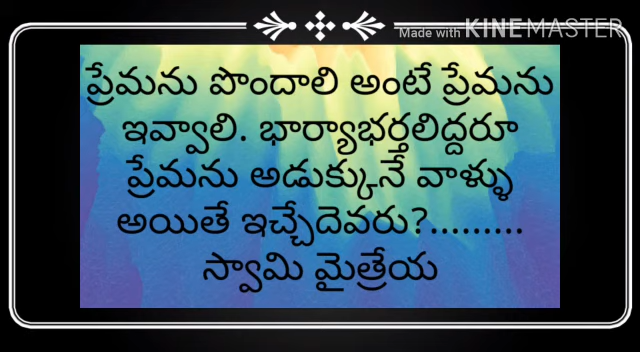 Made with KINEMASTER
ప్రేమను పొందాలి అంటే ప్రేమను
ఇవ్వాలి. భార్యాభర్తలిద్దరూ
ప్రేమను అడుక్కునే వాళ్ళు
అయితే ఇచ్చేదెవరు?.........
స్వామి మైత్రేయ